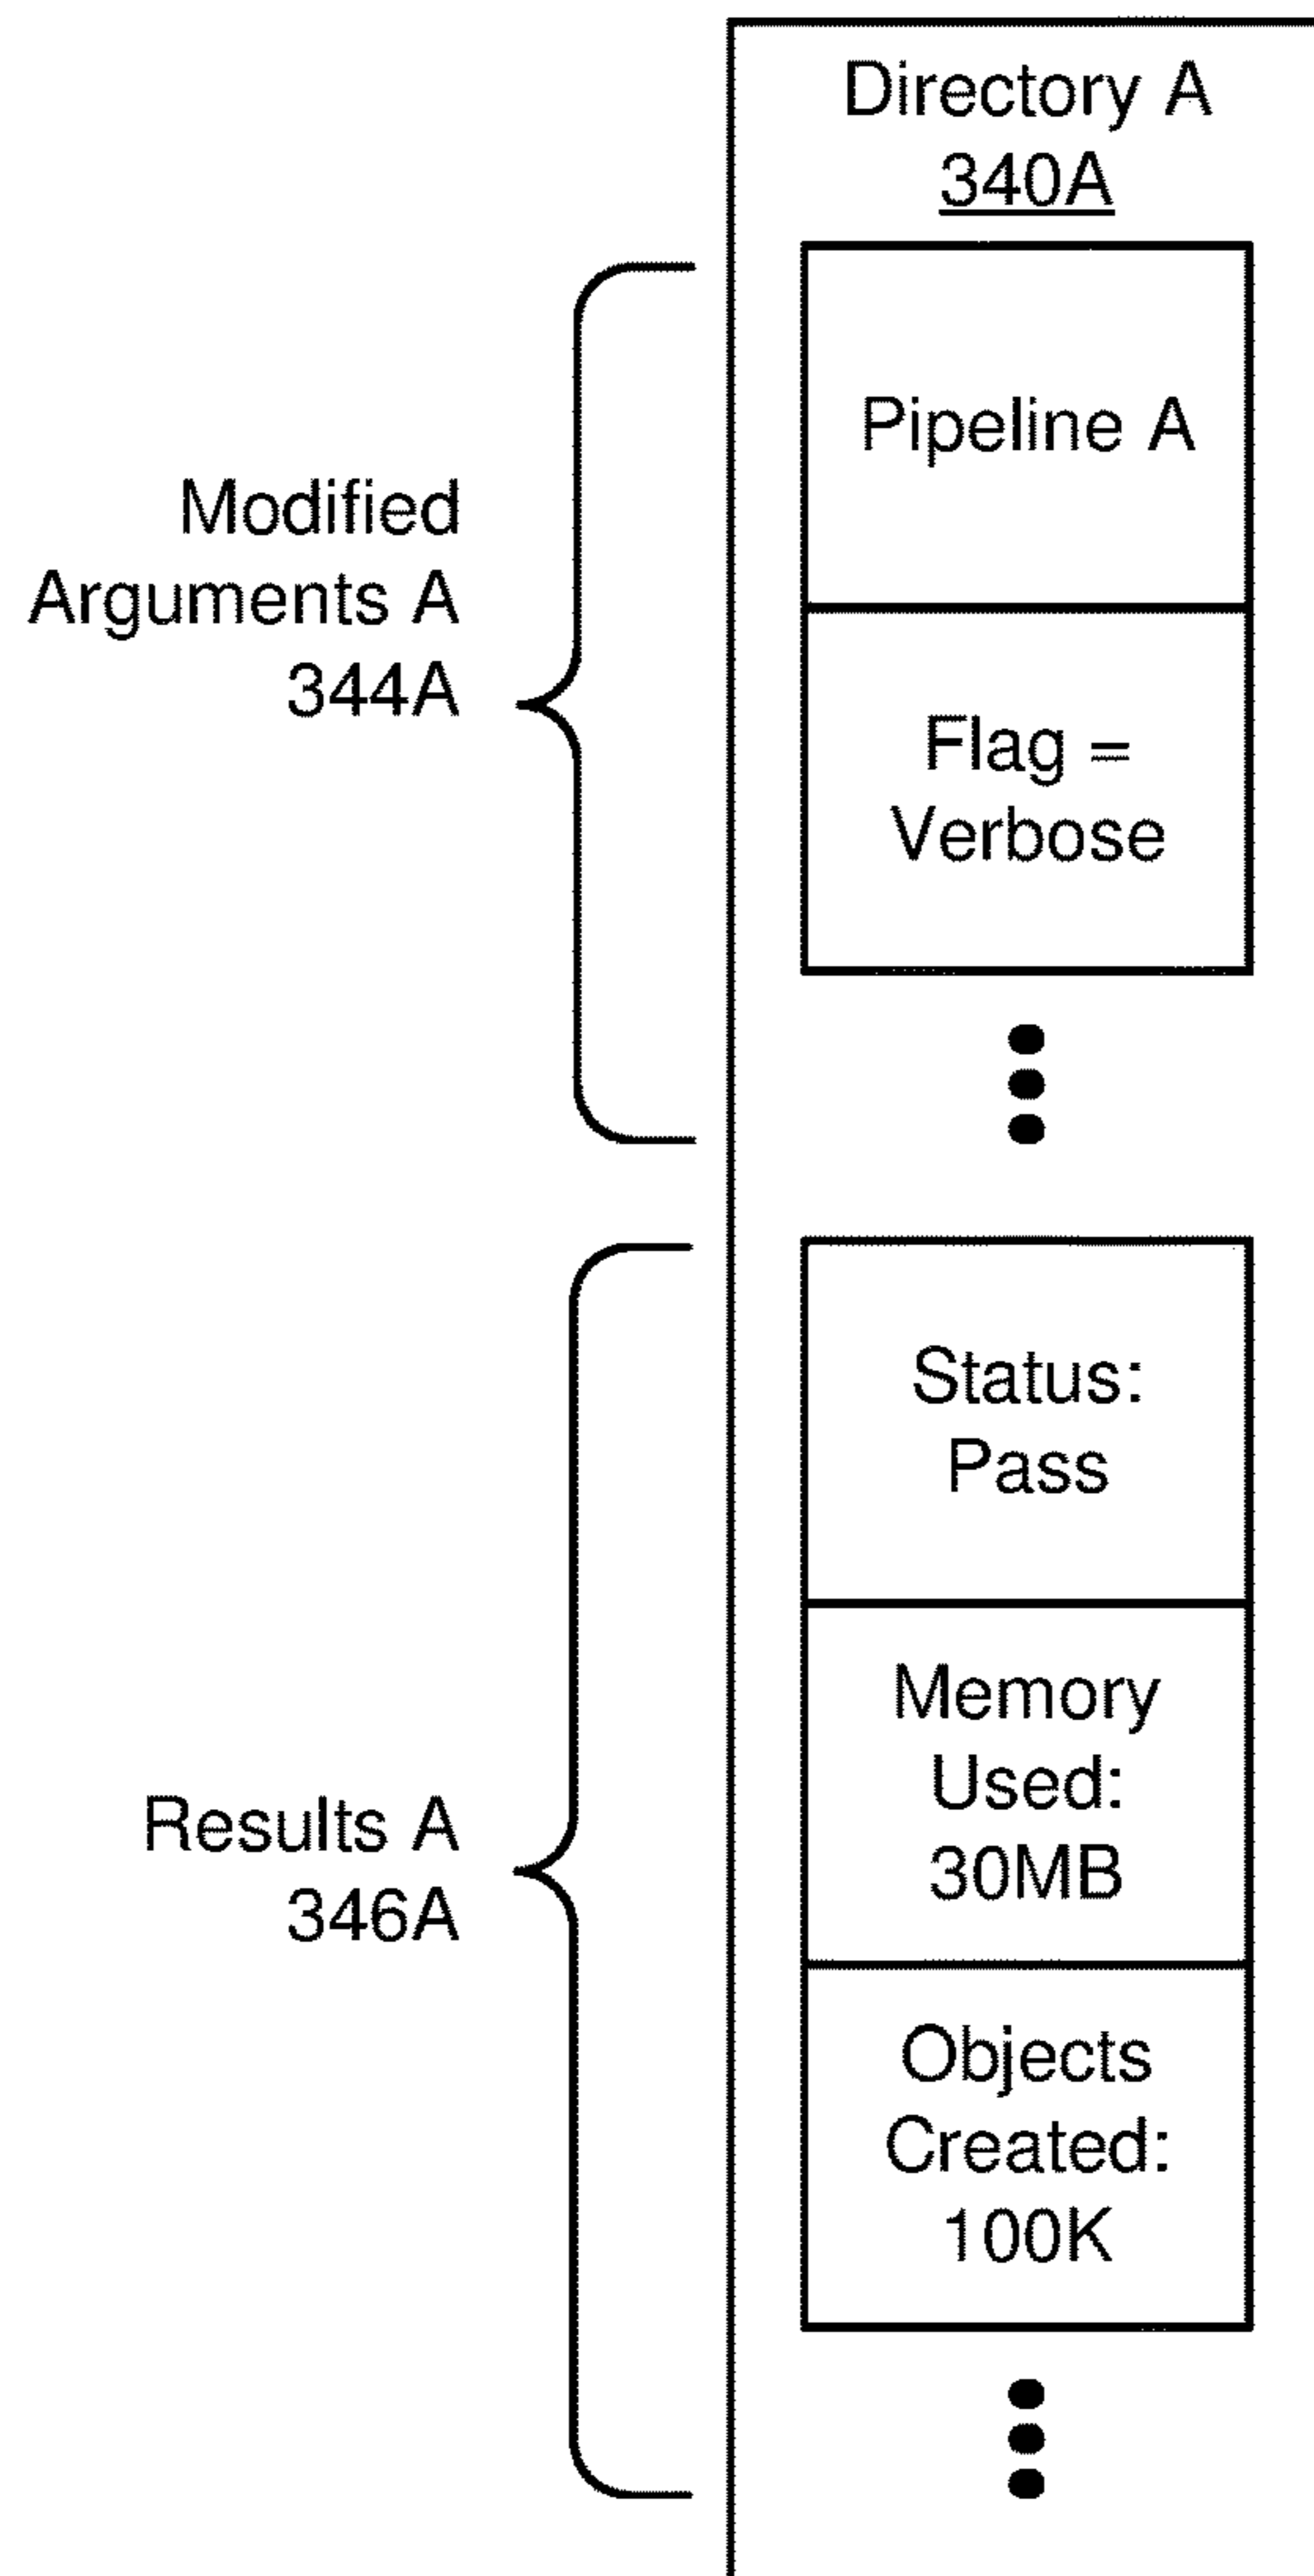 Directory A
340A
Modified
Arguments A
344A
Pipeline A
Flag =
Verbose
Results A
346A
Status:
Pass
Memory
Used:
30MB
Objects
Created:
100K